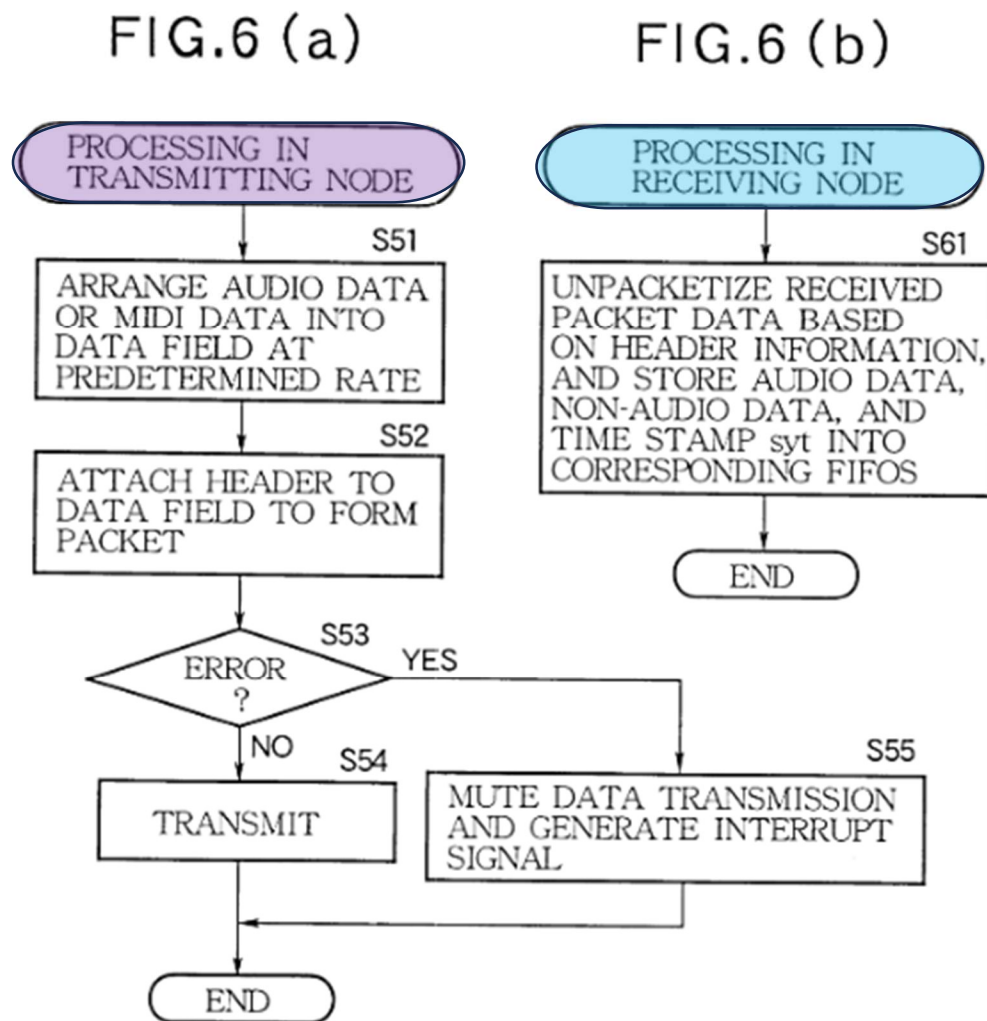 FIG.6 (a)
PROCESSING IN
TRANSMITTING NODE
S51
ARRANGE AUDIO DATA
OR MIDI DATA INTO
DATA FIELD AT
PREDETERMINED RATE
S52
ATTACH HEADER TO
DATA FIELD TO FORM
PACKET
S53
ERROR
?
YES
NO
S54
TRANSMIT
S55
MUTE DATA TRANSMISSION
AND GENERATE INTERRUPT
SIGNAL
END
FIG.6 (b)
PROCESSING IN
RECEIVING NODE
S61
UNPACKETIZE RECEIVED
PACKET DATA BASED
ON HEADER INFORMATION,
AND STORE AUDIO DATA,
NON-AUDIO DATA, AND
TIME STAMP syt INTO
CORRESPONDING FIFOS
END